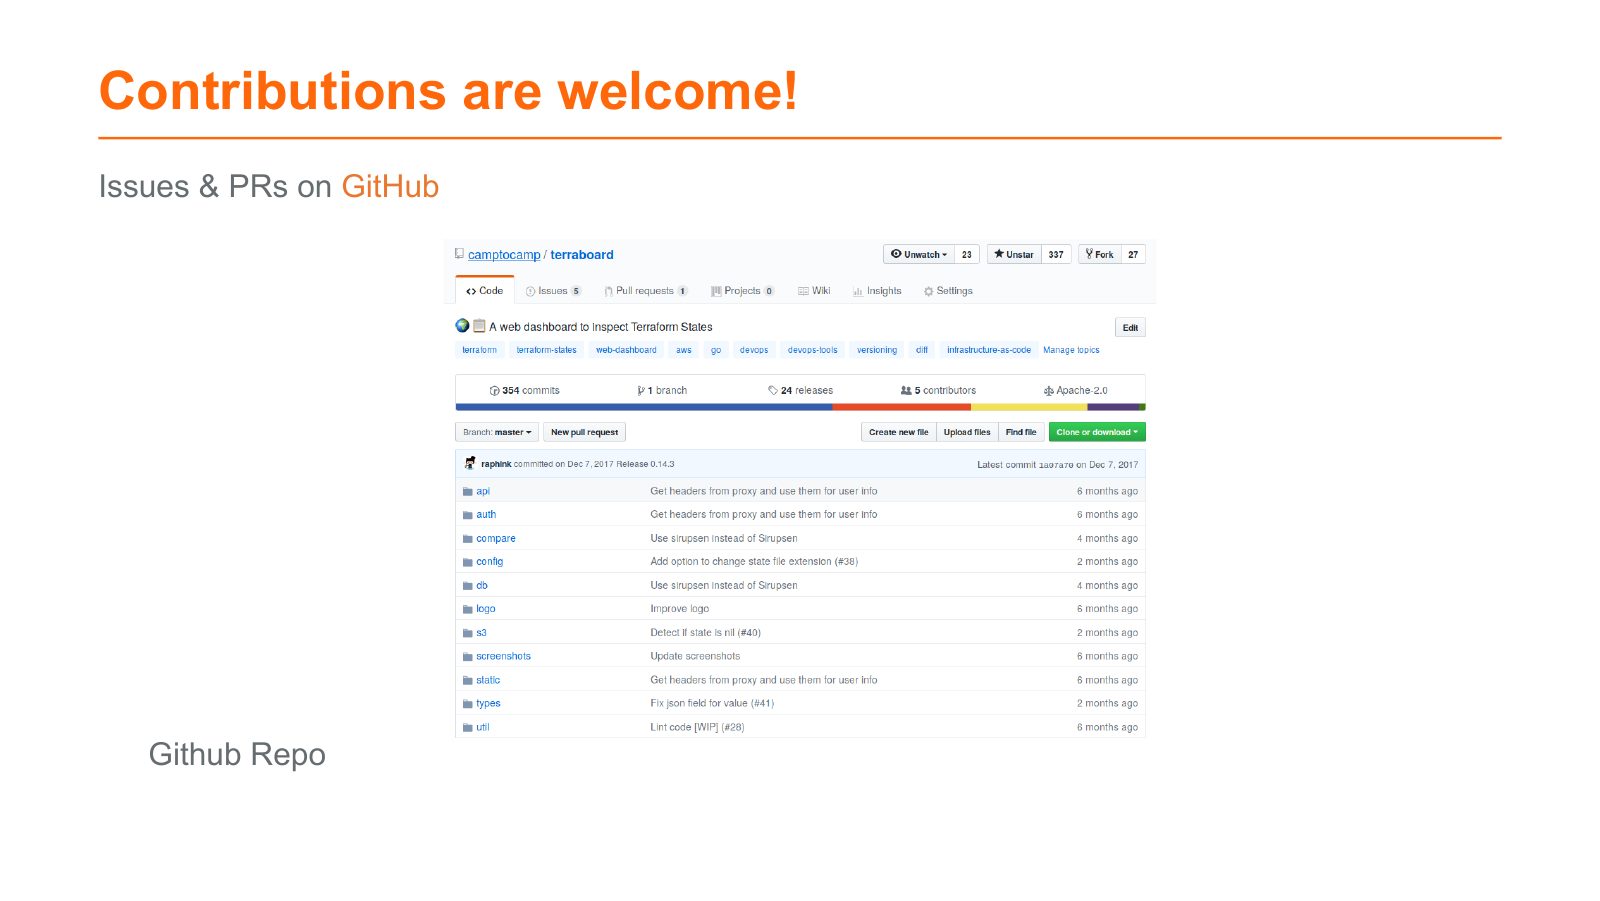 Contributions are welcome!
Issues & PRs on GitHub
camptocamp / terraboard
Unwatch 23 Unstar 337 Fork 27
Code Issues 5 Pull requests 1 Projects 0 Wiki Insights Settings
A web dashboard to Inspect Terraform States Edit
terraform terraform-states web-dashboard aws go devops devops-tools versioning diff infrastructure-as-code Manage topics
354 commits 1 branch 24 releases 5 contributors Apache-2.0
Branch: master New pull request Create new file Upload files Find file Clone or download
raphink committed on Dec 7, 2017 Release 0.14.3 Latest commit 1a07a70 on Dec 7, 2017
api Get headers from proxy and use them for user info 6 months ago
auth Get headers from proxy and use them for user info 6 months ago
compare Use sirupsen instead of Sirupsen 4 months ago
config Add option to change state file extension (#38) 2 months ago
db Use sirupsen instead of Sirupsen 4 months ago
logo Improve logo 6 months ago
s3 Detect if state is nil (#40) 2 months ago
screenshots Update screenshots 6 months ago
static Get headers from proxy and use them for user info 6 months ago
types Fix json field for value (#41) 2 months ago
util Lint code [WIP] (#28) 6 months ago
Github Repo